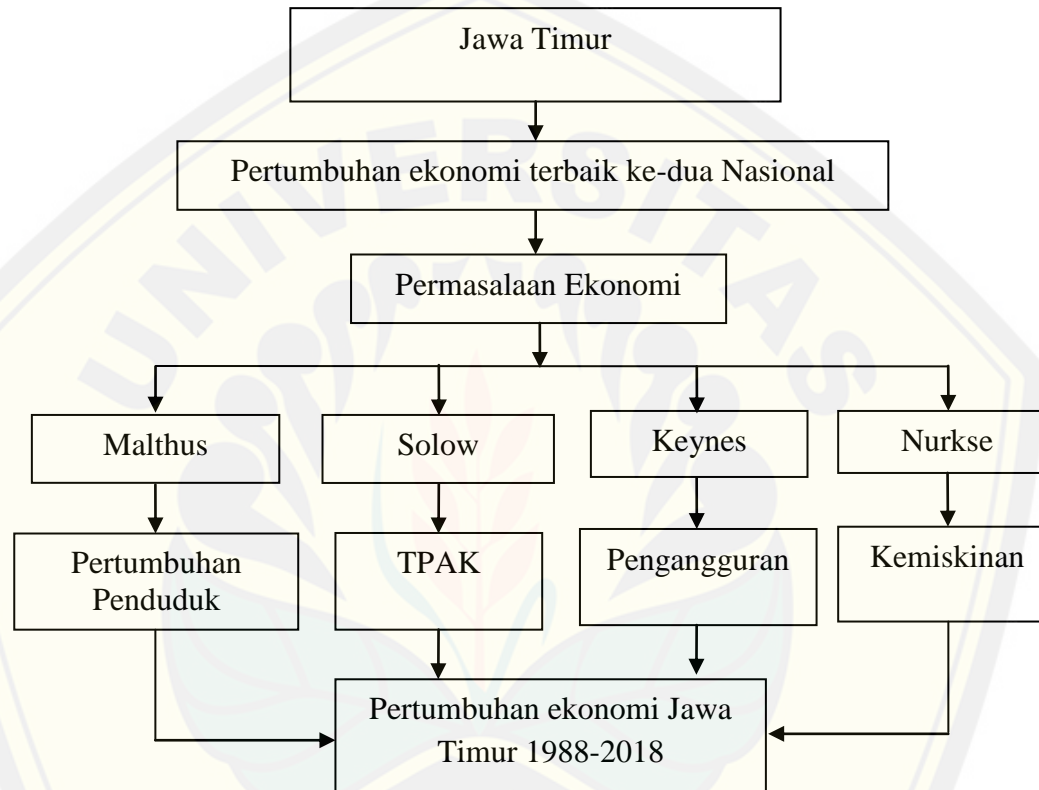 UNIVERSITAS
Jawa Timur
Pertumbuhan ekonomi terbaik ke-dua Nasional
Permasalaan Ekonomi
Malthus
Solow
Keynes
Nurkse
Pertumbuhan
Penduduk
TPAK
Pengangguran
Kemiskinan
Pertumbuhan ekonomi Jawa
Timur 1988-2018